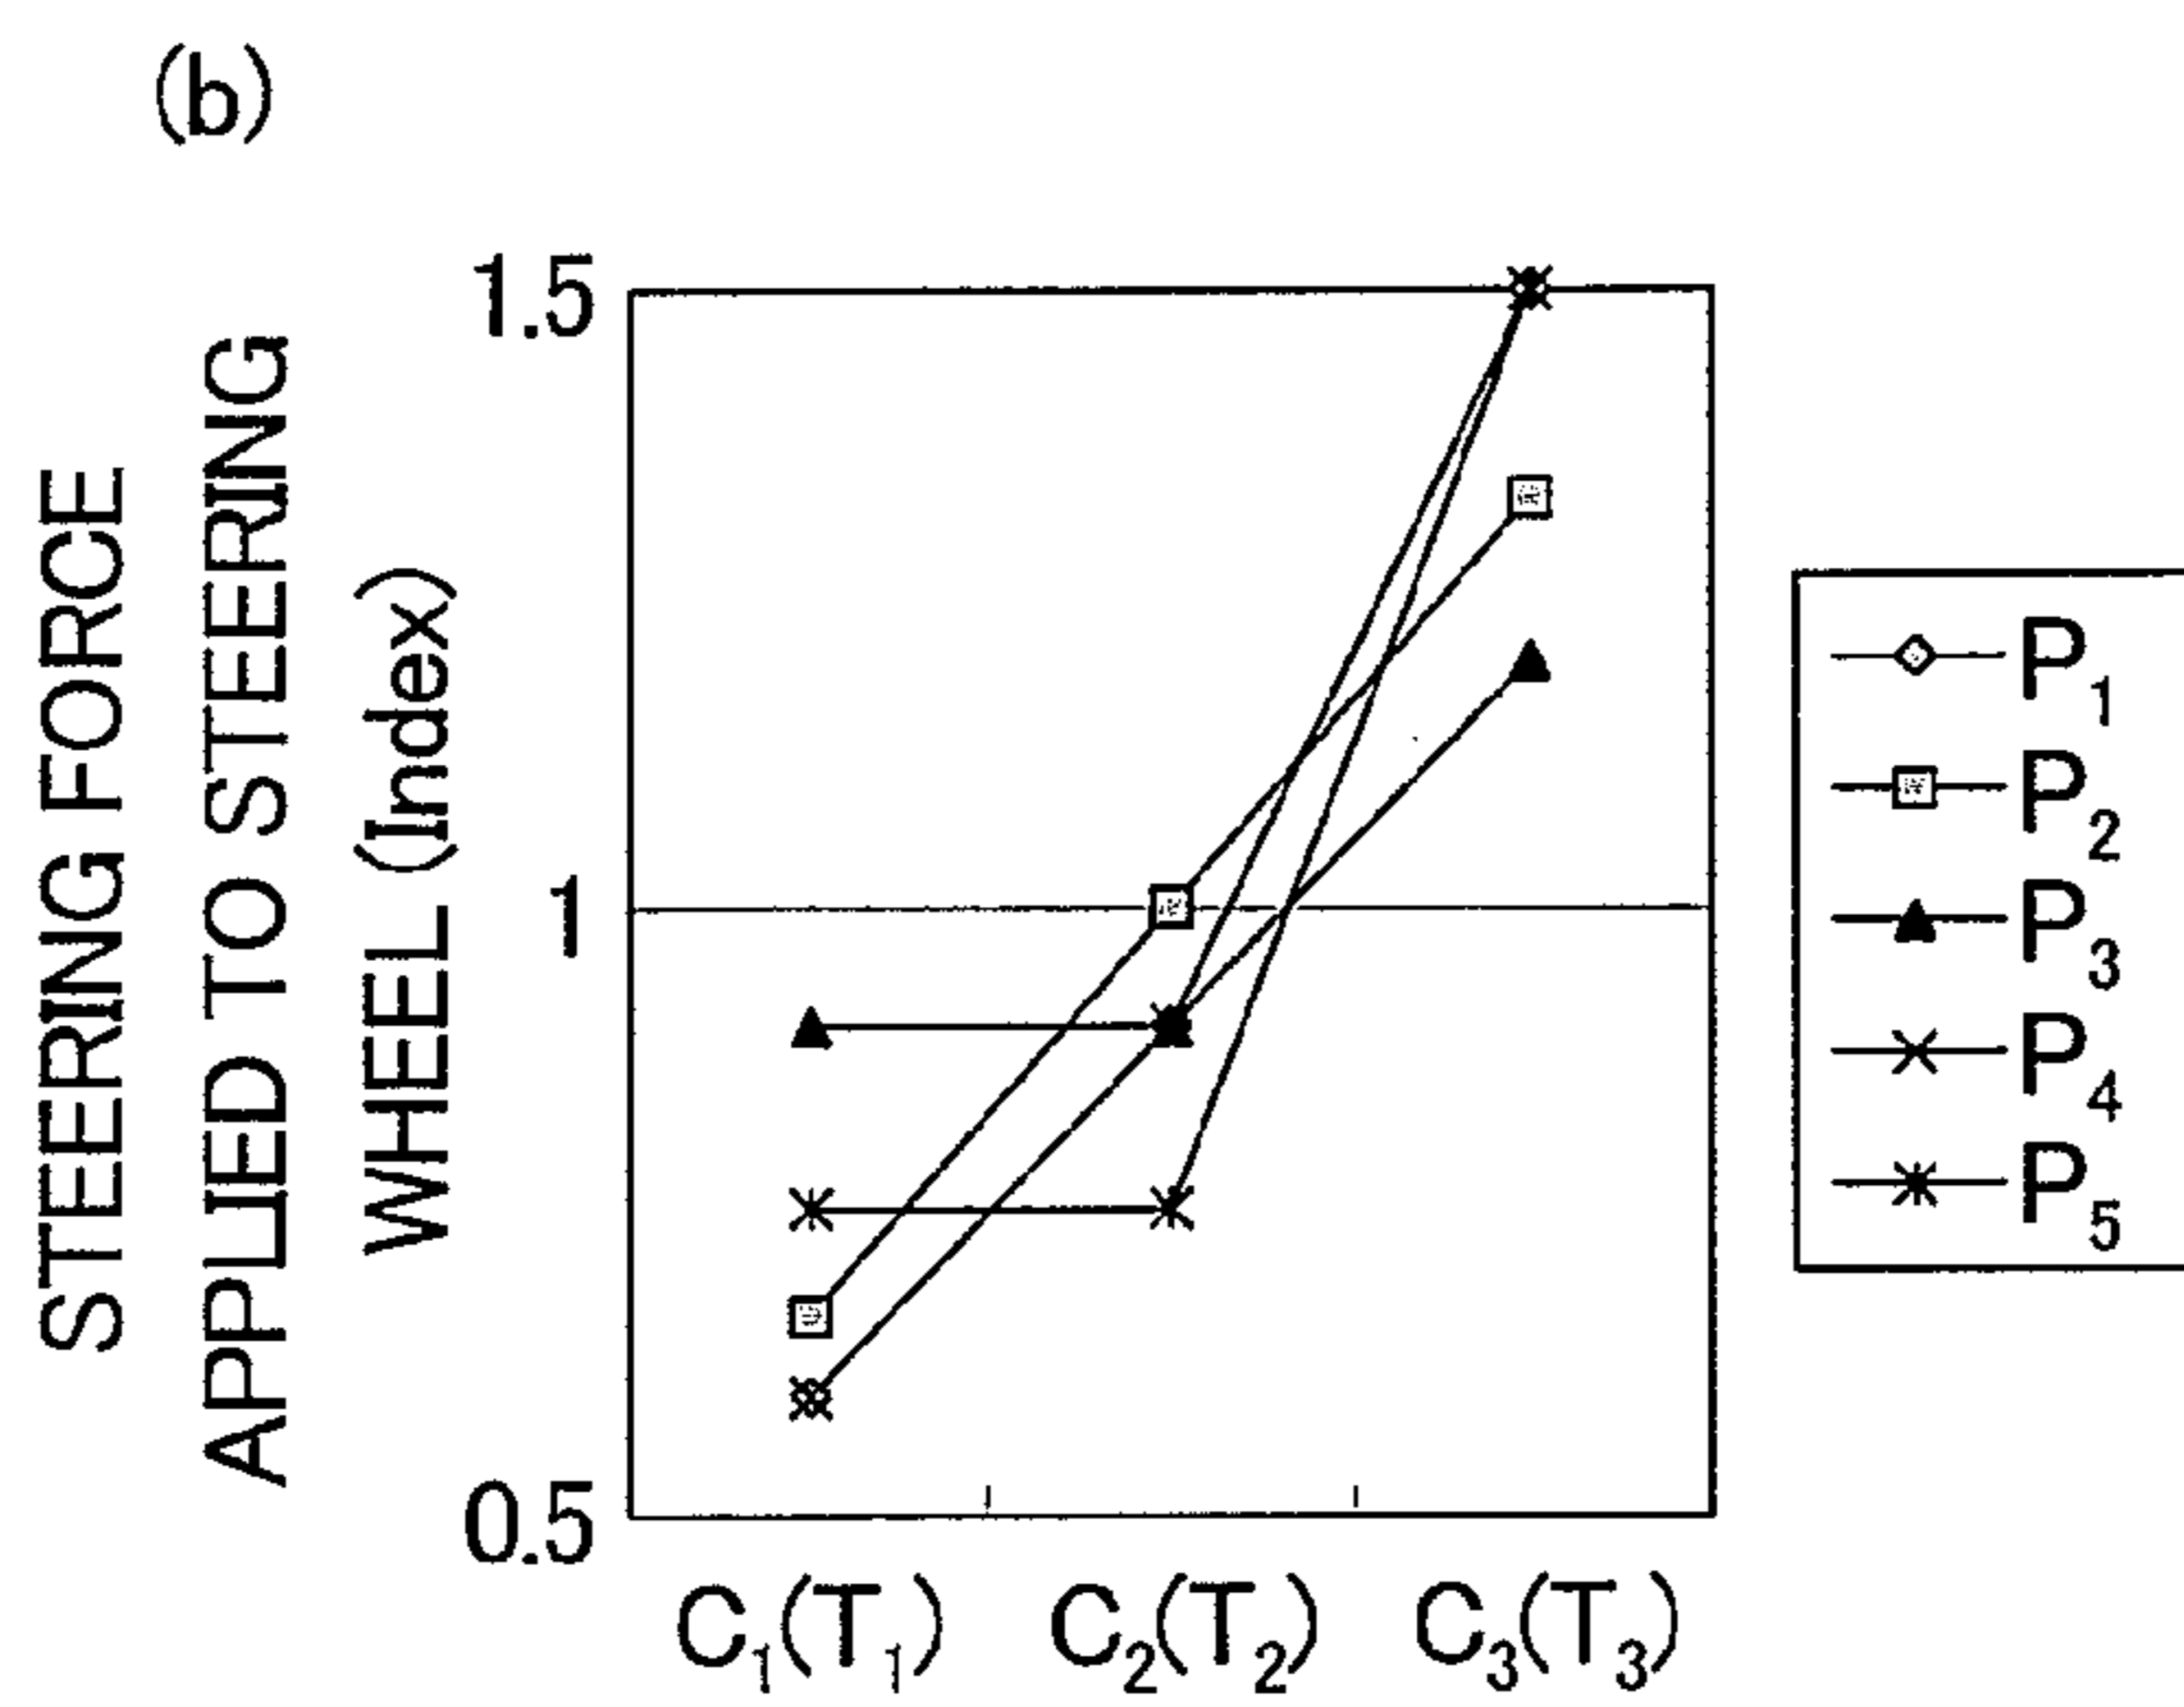 (b)
STEERING FORCE
APPLIED TO STEERING
WHEEL (Index)
1.5
1
0.5
C₁(T₁) C₂(T₂) C₃(T₃)
P₁
P₂
P₃
P₄
P₅